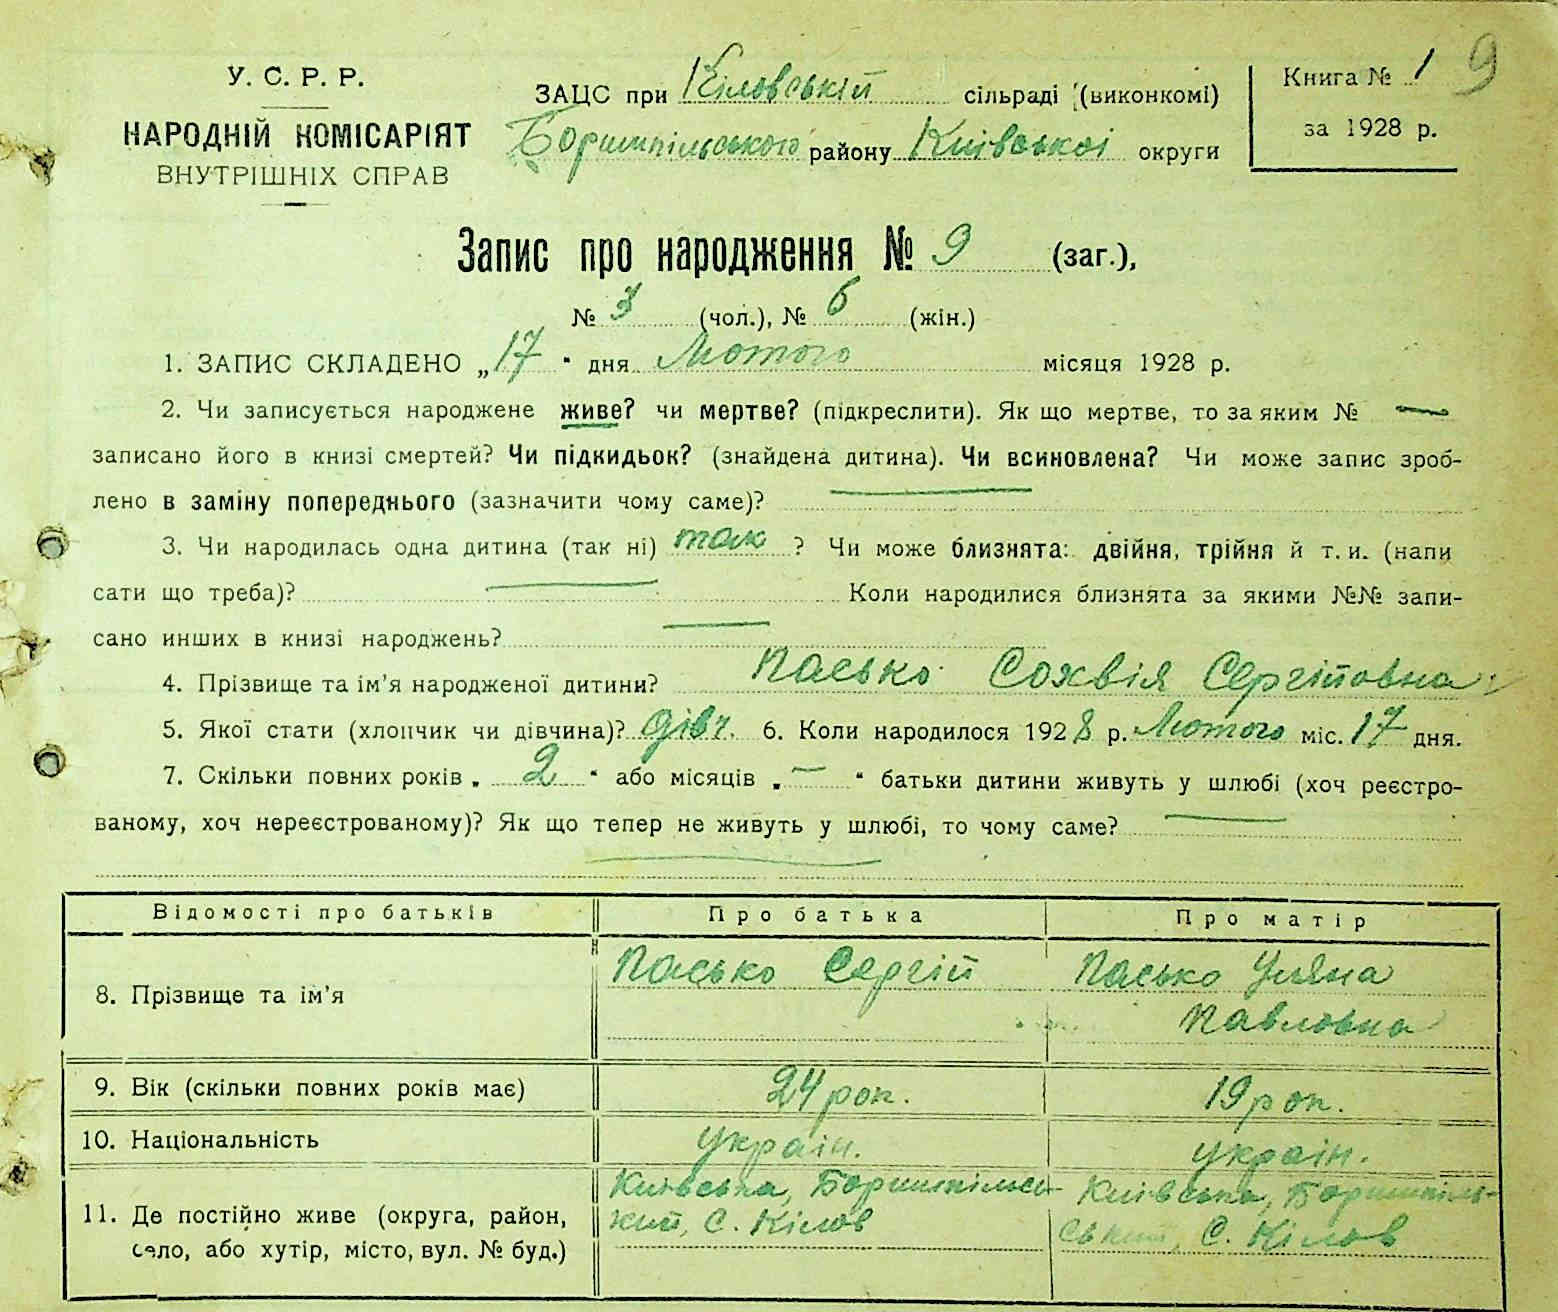 У. С. Р. Р.
НАРОДНІЙ КОМІСАРІЯТ
ВНУТРІШНІХ СПРАВ
ЗАЦС при Кіловській сільраді (виконкомі)
Боришпільського району Київської округи
Книга № 1 9
за 1928 р.
Запис про народження № 9 (заг.),
№ 3 (чол.), № 6 (жін.)
1. ЗАПИС СКЛАДЕНО „17“ дня Лютого місяця 1928 р.
2. Чи записується народжене живе? чи мертве? (підкреслити). Як що мертве, то за яким № —
записано його в книзі смертей? Чи підкидьок? (знайдена дитина). Чи всиновлена? Чи може запис зроб-
лено в заміну попереднього (зазначити чому саме)? —
3. Чи народилась одна дитина (так ні) так ? Чи може близнята: двійня, трійня й т. и. (напи
сати що треба)? — Коли народилися близнята за якими №№ запи-
сано инших в книзі народжень? —
4. Прізвище та ім'я народженої дитини? Пасько Сохвія Сергіївна
5. Якої стати (хлопчик чи дівчина)? дівч. 6. Коли народилося 1928 р. Лютого міс. 17 дня.
7. Скільки повних років „ 2 “ або місяців „ — “ батьки дитини живуть у шлюбі (хоч реєстро-
ваному, хоч нереєстрованому)? Як що тепер не живуть у шлюбі, то чому саме? —
Відомості про батьків Про батька Про матір
8. Прізвище та ім'я Пасько Сергій Пасько Уляна
Павловна
9. Вік (скільки повних років має) 24 рок. 19 рок.
10. Національність україн. україн.
11. Де постійно живе (округа, район, Київська, Боришпільсь- Київська, Боришпіль-
село, або хутір, місто, вул. № буд.) кий, С. Кілов ський, С. Кілов